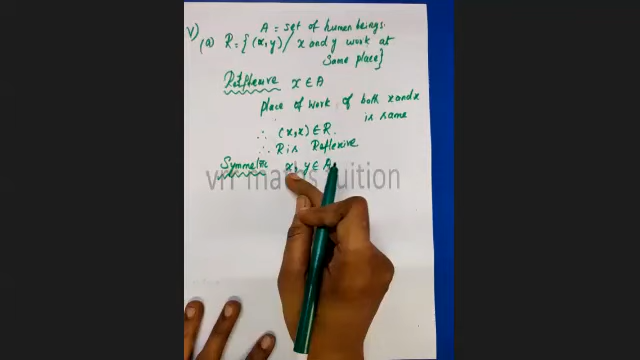 V) A = set of human beings.
(a) R = {(x, y) / x and y work at
same place}
Reflexive x ∈ A
place of work of both x and x
is same
∴ (x, x) ∈ R.
∴ R is Reflexive
Symmetric x, y ∈ A
vn maths tuition